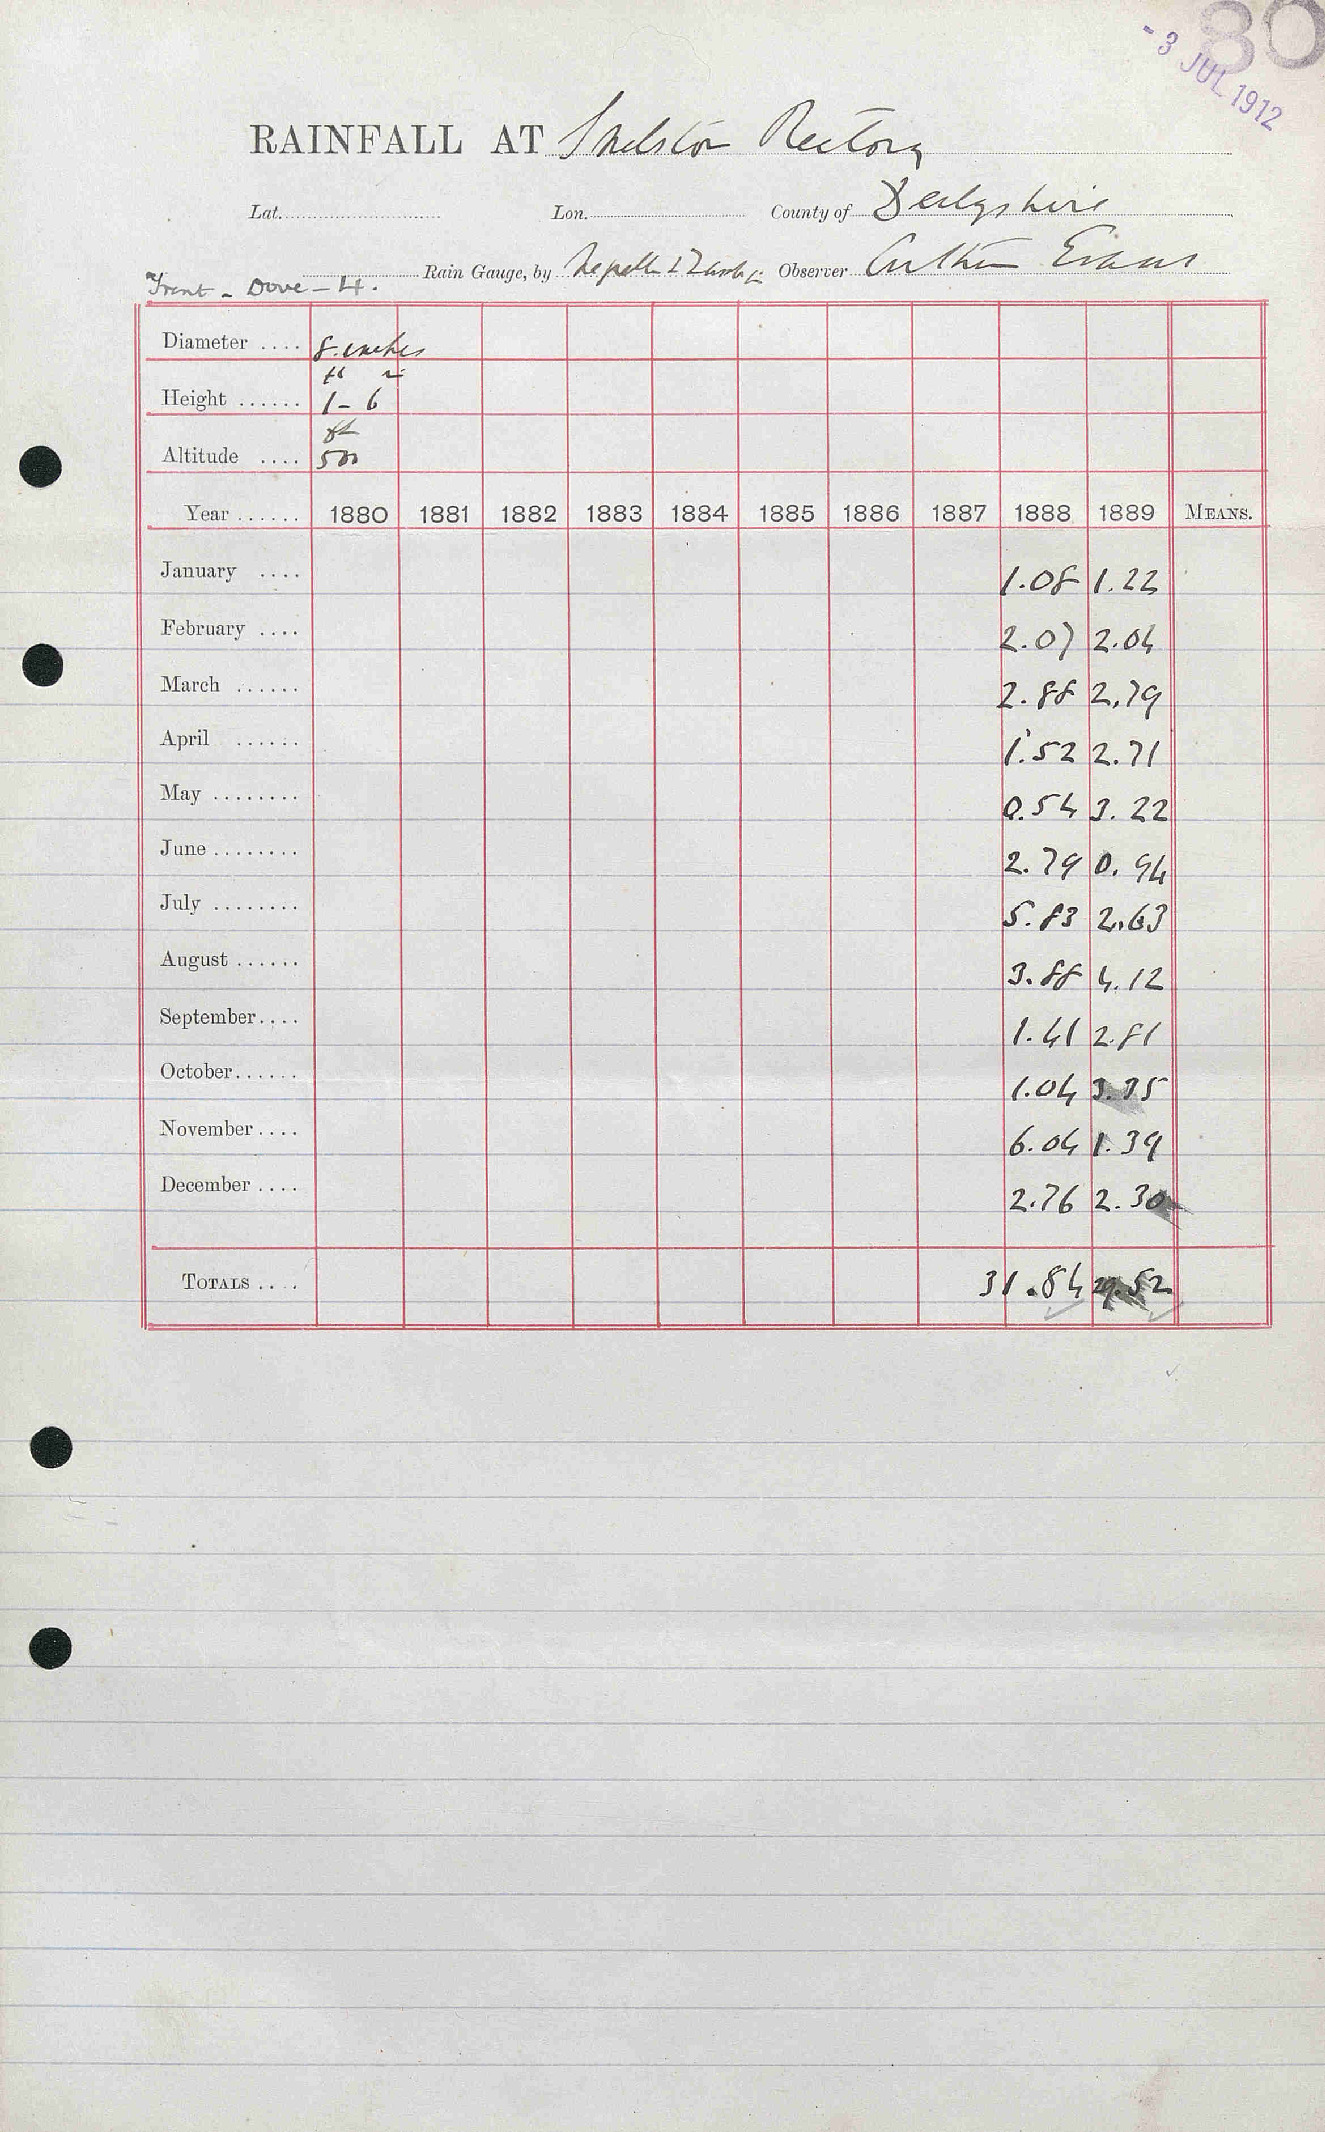 80
- 3 JUL 1912
RAINFALL AT Snelston Rectory
Lat. Lon. County of Derbyshire
Rain Gauge, by Negretti & Zambra Observer Arthur Evans
Trent - Dove - 4.
Diameter .... 8. inches
ft in
Height ...... 1 - 6
ft
Altitude .... 500
Year ...... 1880 1881 1882 1883 1884 1885 1886 1887 1888 1889 MEANS.
January .... 1.08 1.22
February .... 2.07 2.04
March ...... 2.88 2.79
April ...... 1.52 2.71
May ........ 0.54 3.22
June ........ 2.79 0.94
July ........ 5.83 2.63
August ...... 3.88 4.12
September .... 1.41 2.81
October ...... 1.04 3.35
November .... 6.04 1.39
December .... 2.76 2.30
TOTALS .... 31.84 29.52